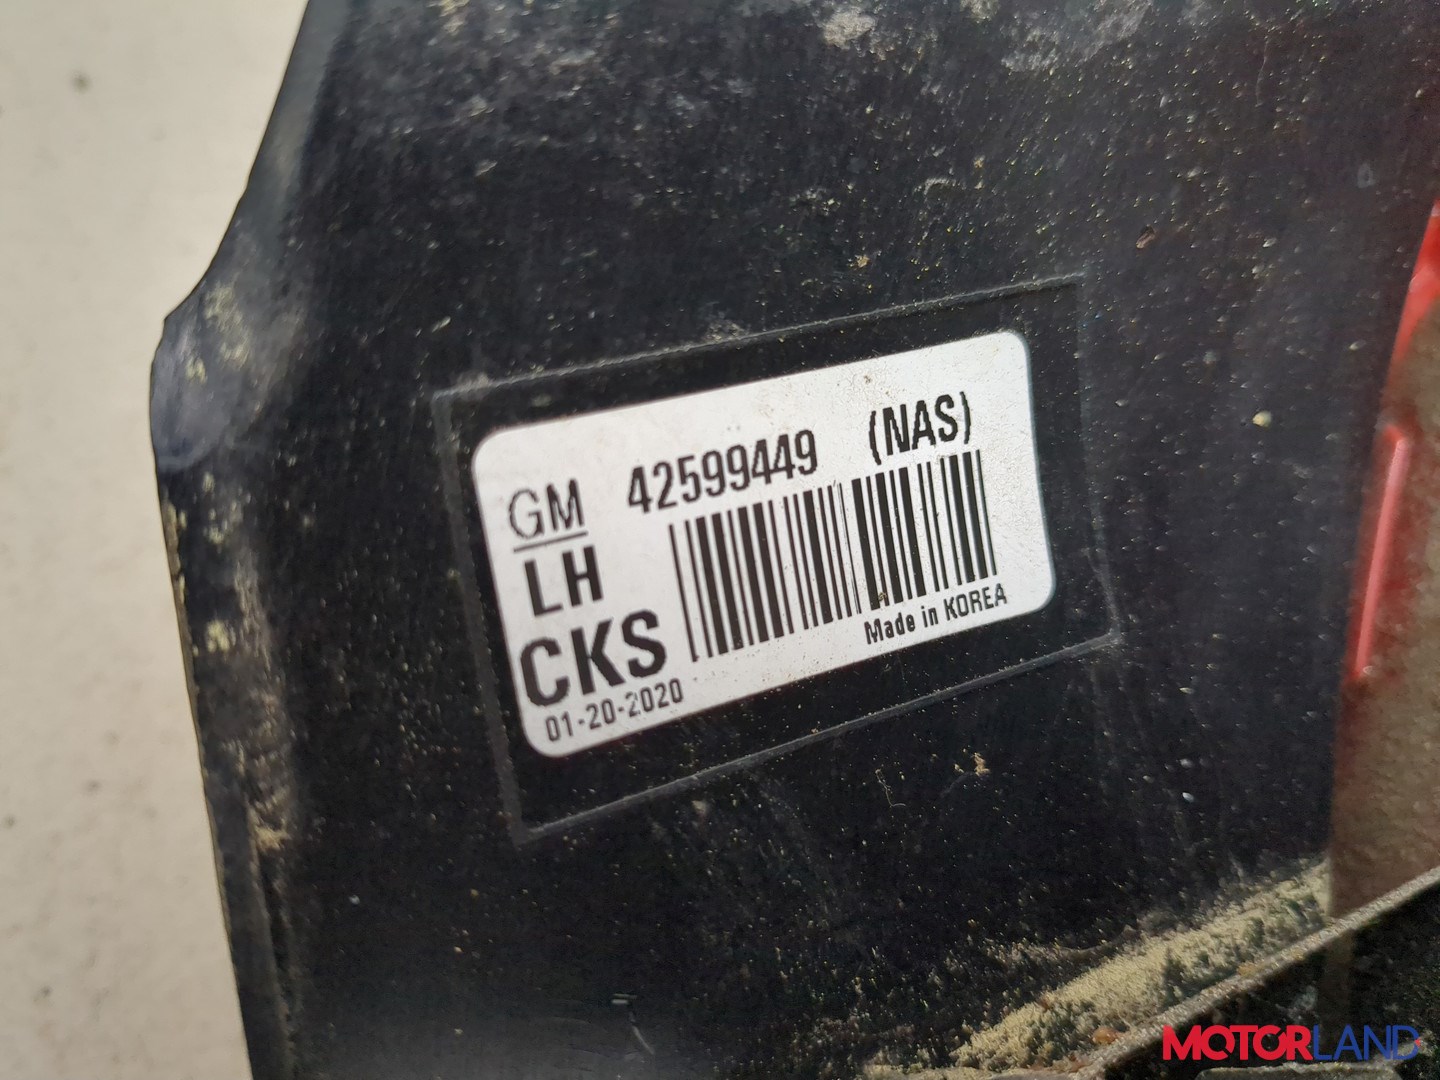 GM 42599449 (NAS)
LH
CKS
Made in KOREA
01-20-2020
MOTORLAND